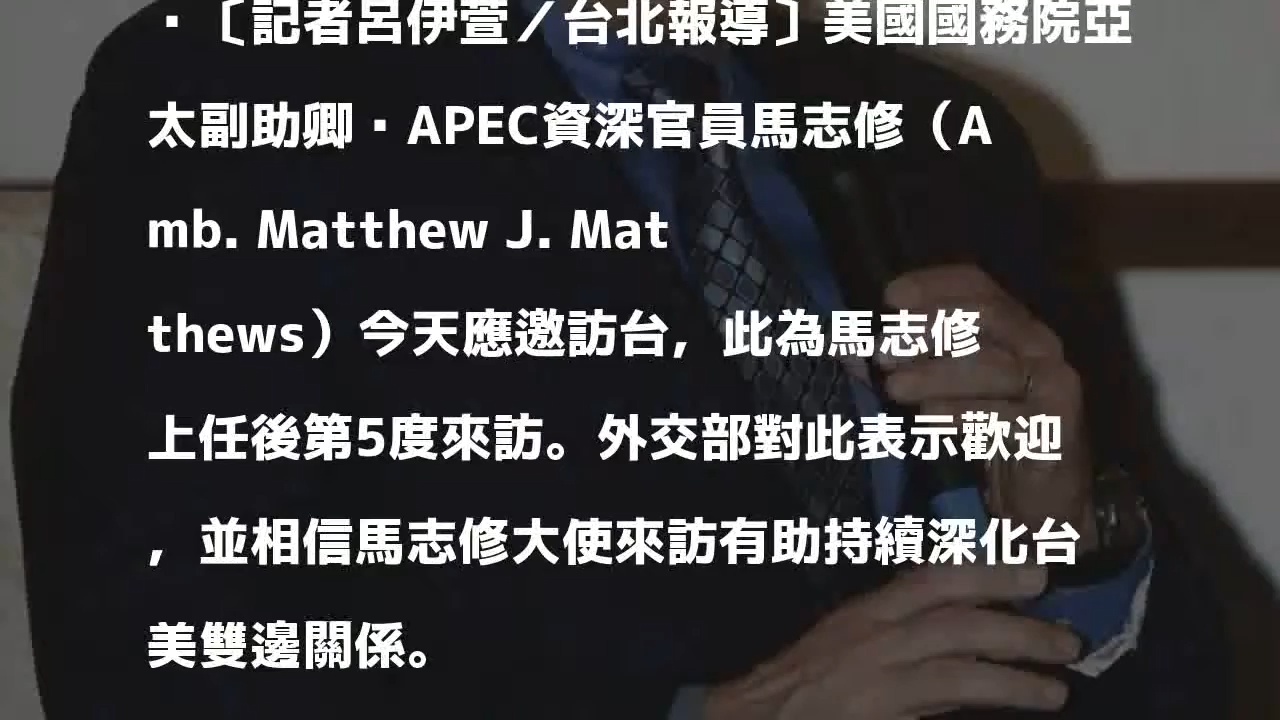 ▪〔記者呂伊萱／台北報導〕美國國務院亞
太副助卿▪APEC資深官員馬志修（A
mb. Matthew J. Mat
thews）今天應邀訪台，此為馬志修
上任後第5度來訪。外交部對此表示歡迎
，並相信馬志修大使來訪有助持續深化台
美雙邊關係。